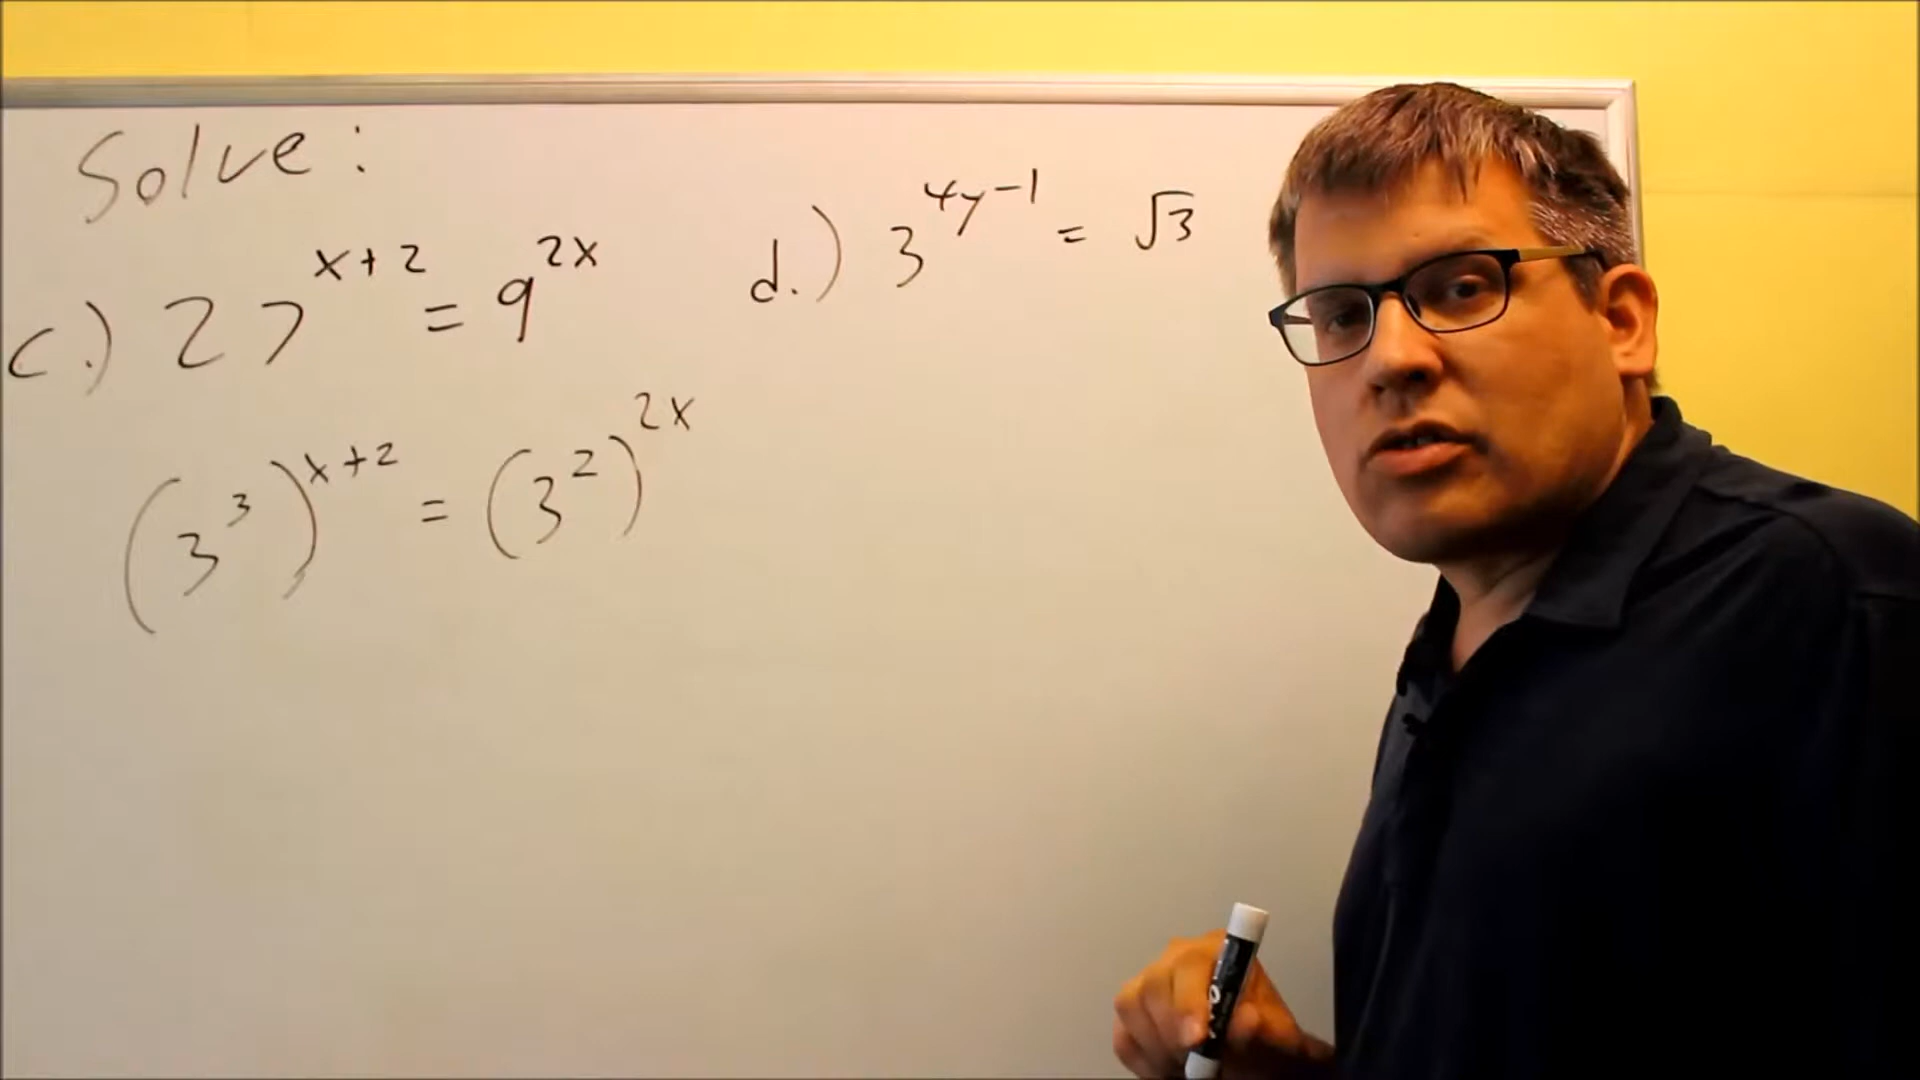 Solve:
c.) 27^{x+2} = 9^{2x}
(3^3)^{x+2} = (3^2)^{2x}
d.) 3^{4y-1} = √3